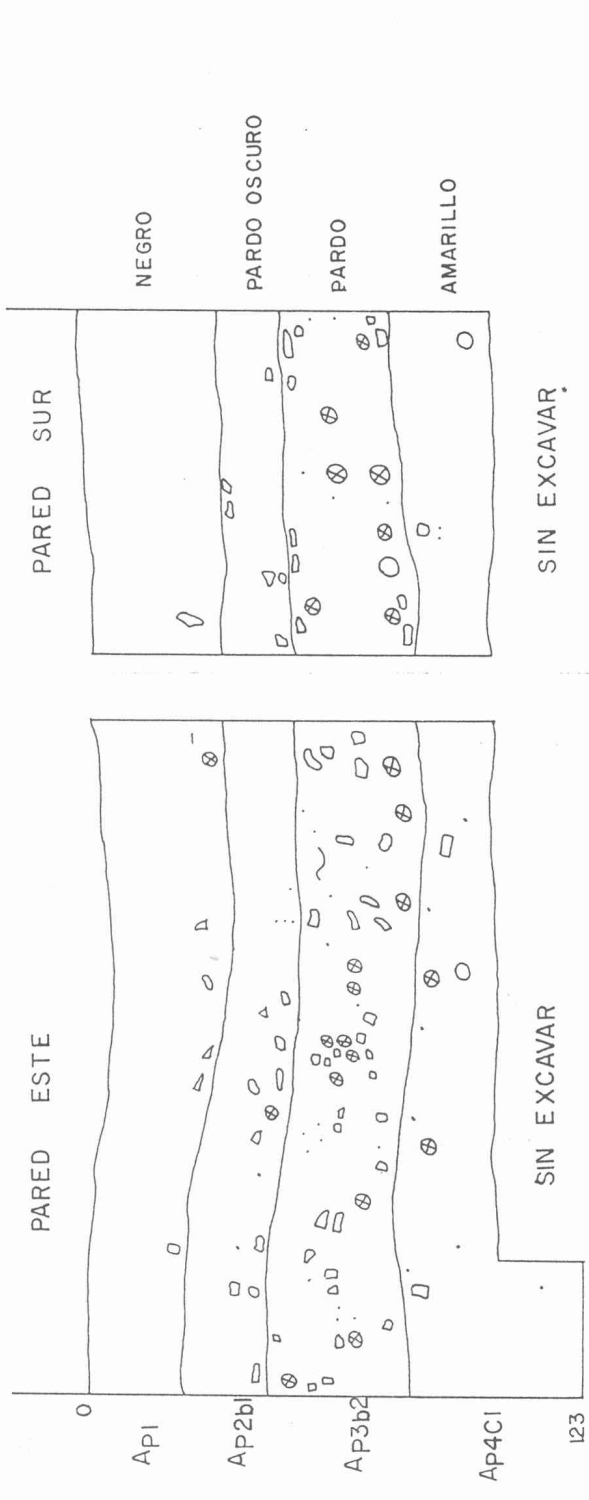 PARED ESTE
PARED SUR
0
Ap1
Ap2b1
Ap3b2
Ap4C1
123
NEGRO
PARDO OSCURO
PARDO
AMARILLO
SIN EXCAVAR
SIN EXCAVAR.